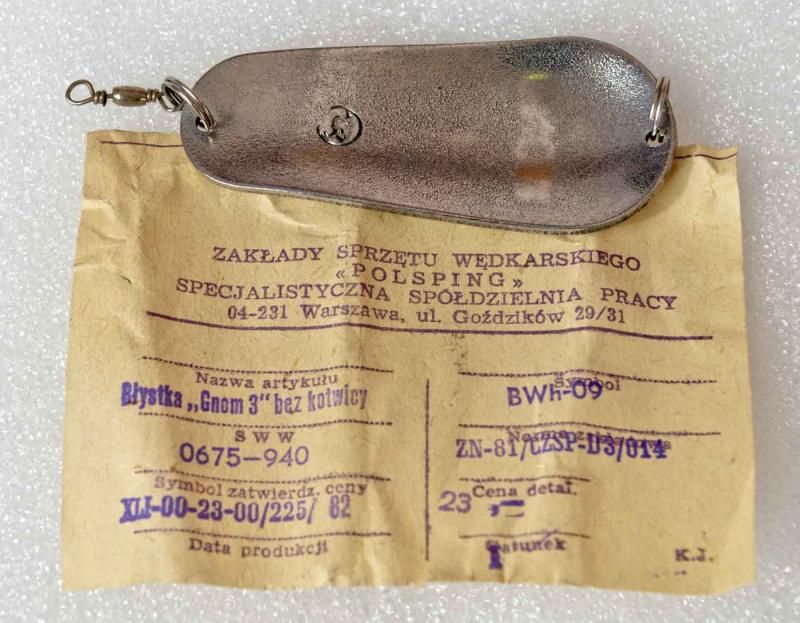 ZAKŁADY SPRZĘTU WĘDKARSKIEGO
«POLSPING»
SPECJALISTYCZNA SPÓŁDZIELNIA PRACY
04-231 Warszawa, ul. Goździków 29/31
Nazwa artykułu
Błystka „Gnom 3" bez kotwicy
SWW
0675—940
Symbol zatwierdz. ceny
XLI-00-23-00/225/ 82
Data produkcji
Symbol
BWh-09
Norma zakładowa
ZN-81/CZSP-D3/014
Cena detal.
23,=
Gatunek
I
K.J.